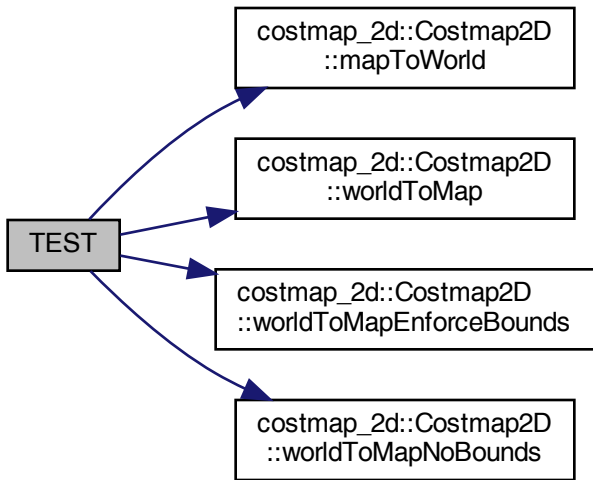 costmap_2d::Costmap2D
::mapToWorld
costmap_2d::Costmap2D
::worldToMap
TEST
costmap_2d::Costmap2D
::worldToMapEnforceBounds
costmap_2d::Costmap2D
::worldToMapNoBounds